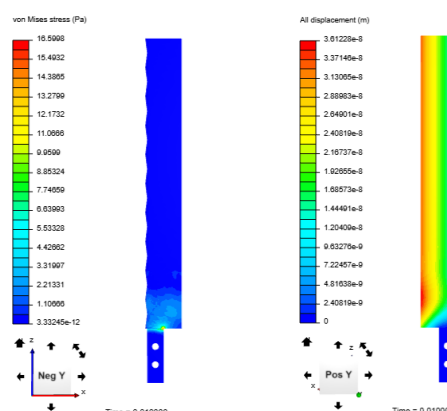 von Mises stress (Pa)
16.5998
15.4932
14.3865
13.2799
12.1732
11.0666
9.9599
8.85324
7.74659
6.63993
5.53328
4.42662
3.31997
2.21331
1.10666
3.33245e-12
Neg Y
z
x
All displacement (m)
3.61228e-8
3.37146e-8
3.13065e-8
2.88983e-8
2.64901e-8
2.40819e-8
2.16737e-8
1.92655e-8
1.68573e-8
1.44491e-8
1.20409e-8
9.63276e-9
7.22457e-9
4.81638e-9
2.40819e-9
0
Pos Y
z
x